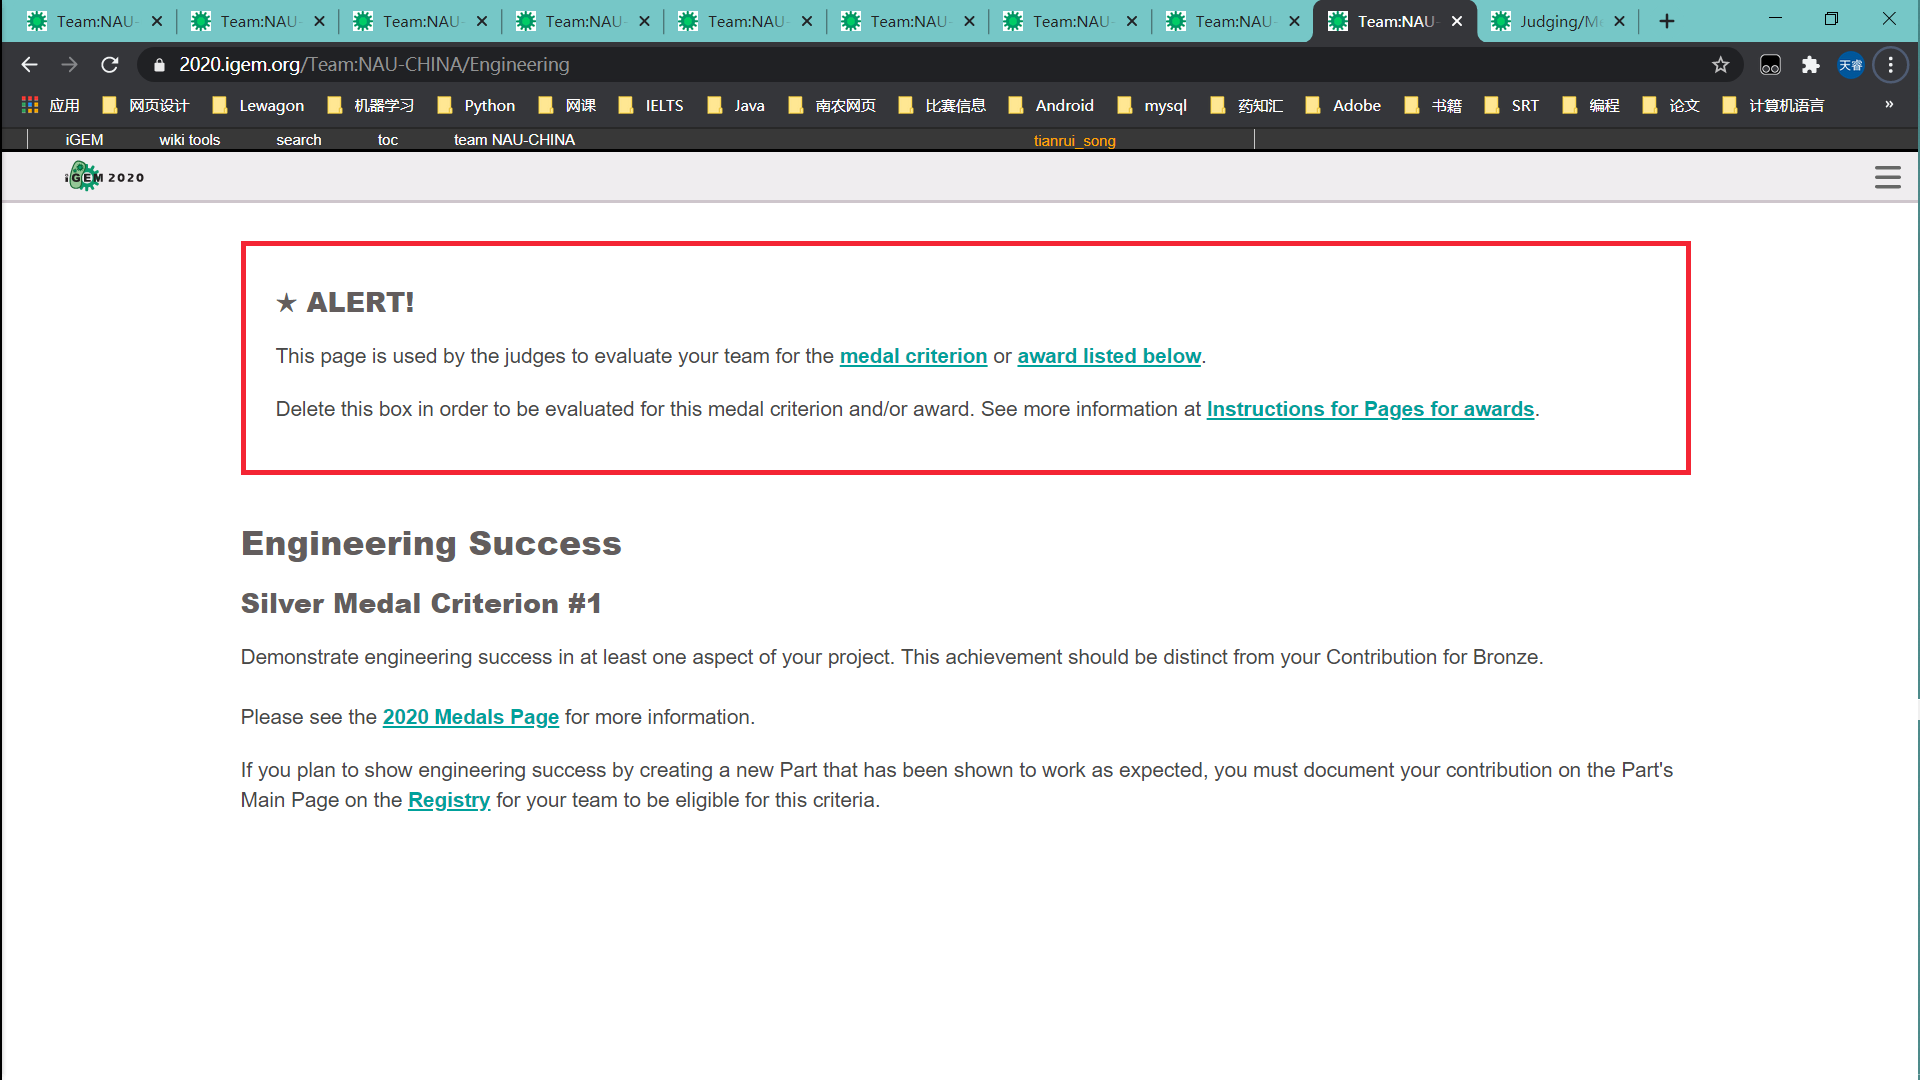 Team:NAU-
Team:NAU-
Team:NAU-
Team:NAU-
Team:NAU-
Team:NAU-
Team:NAU-
Team:NAU-
Team:NAU-
Judging/Me
2020.igem.org/Team:NAU-CHINA/Engineering
天睿
应用 网页设计 Lewagon 机器学习 Python 网课 IELTS Java 南农网页 比赛信息 Android mysql 药知汇 Adobe 书籍 SRT 编程 论文 计算机语言 »
iGEM wiki tools search toc team NAU-CHINA tianrui_song
iGEM 2020
★ ALERT!
This page is used by the judges to evaluate your team for the medal criterion or award listed below.
Delete this box in order to be evaluated for this medal criterion and/or award. See more information at Instructions for Pages for awards.
Engineering Success
Silver Medal Criterion #1
Demonstrate engineering success in at least one aspect of your project. This achievement should be distinct from your Contribution for Bronze.
Please see the 2020 Medals Page for more information.
If you plan to show engineering success by creating a new Part that has been shown to work as expected, you must document your contribution on the Part's
Main Page on the Registry for your team to be eligible for this criteria.